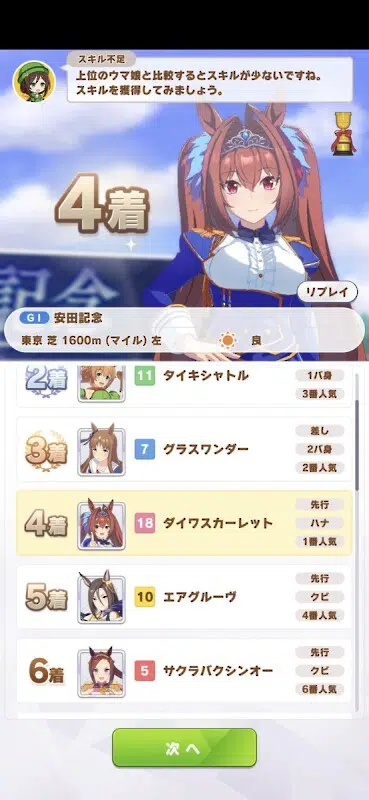 スキル不足
上位のウマ娘と比較するとスキルが少ないですね。
スキルを獲得してみましょう。
4着
記念
リプレイ
GI 安田記念
東京 芝 1600m (マイル) 左 良
2着 11 タイキシャトル
1バ身
3番人気
差し
3着 7 グラスワンダー 2バ身
2番人気
先行
4着 18 ダイワスカーレット ハナ
1番人気
先行
5着 10 エアグルーヴ クビ
4番人気
先行
6着 5 サクラバクシンオー クビ
6番人気
次へ